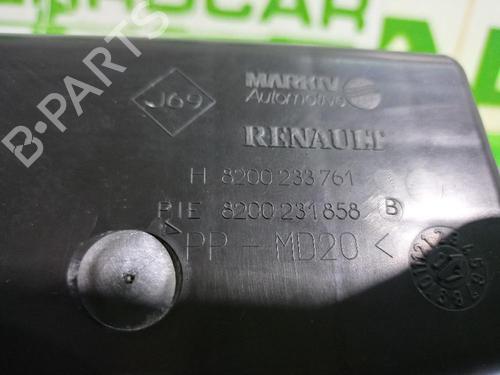 J69
MARKIV
Automotive
RENAULT
H 8200 233 761
PIE 8200 231 858 B
>PP - MD20<
B-PARTS